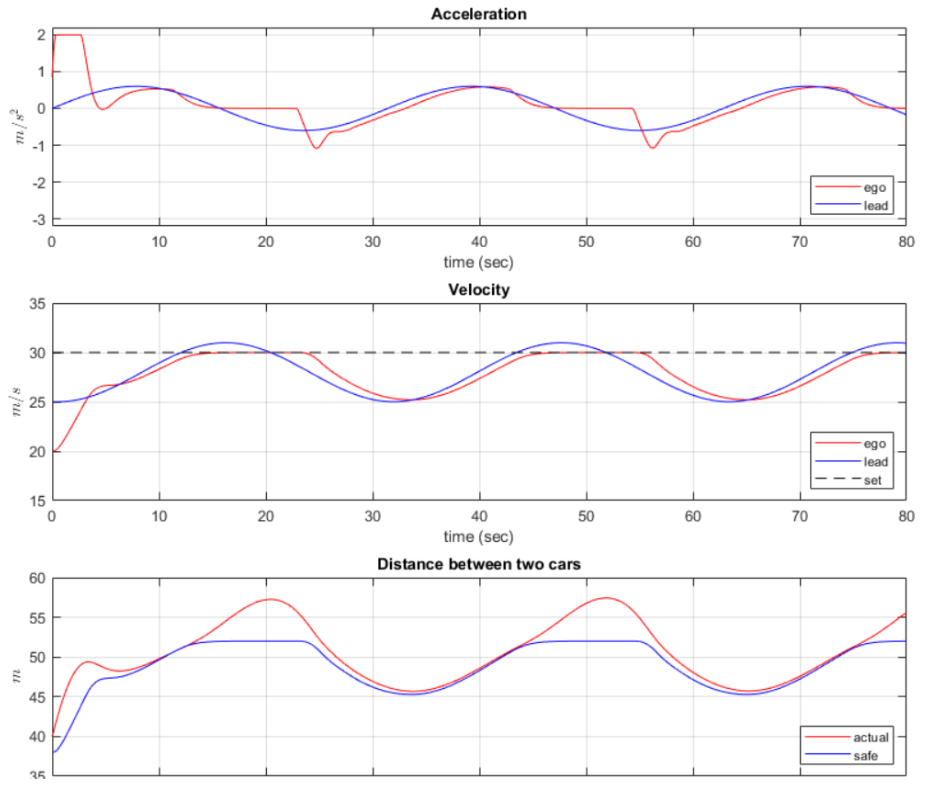 Acceleration
2
1
0
-1
-2
-3
m/s²
ego
lead
0 10 20 30 40 50 60 70 80
time (sec)
Velocity
35
30
25
20
15
m/s
ego
lead
set
0 10 20 30 40 50 60 70 80
time (sec)
Distance between two cars
60
55
50
45
40
35
m
actual
safe